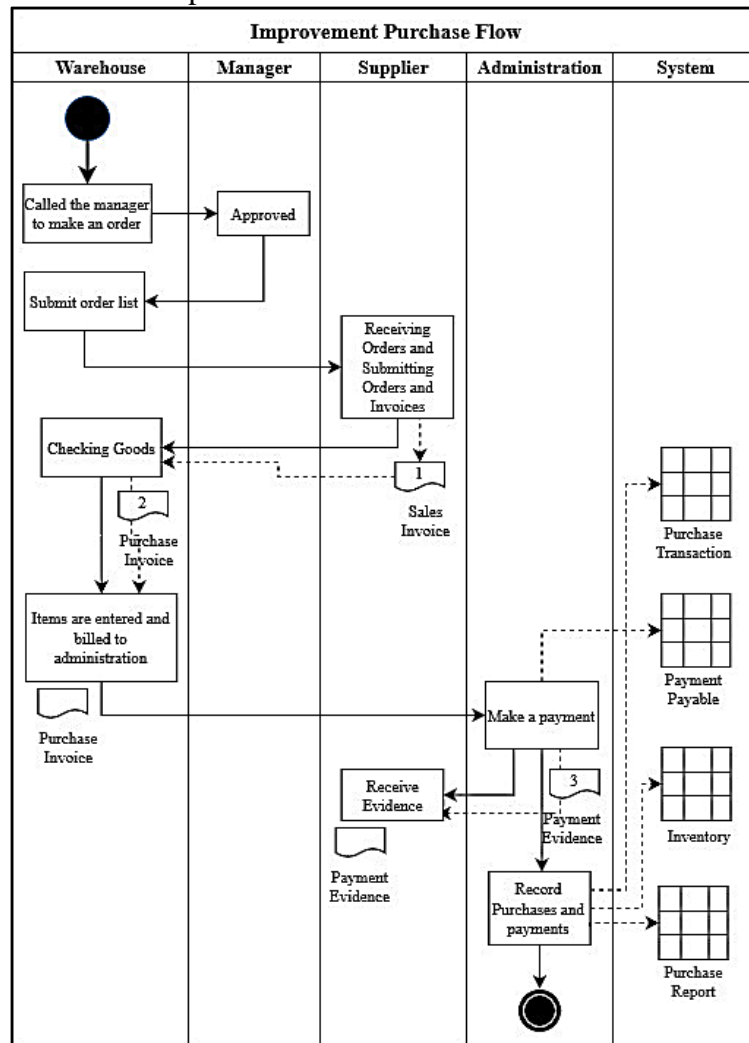 Improvement Purchase Flow
Warehouse
Manager
Supplier
Administration
System
Called the manager
to make an order
Approved
Submit order list
Receiving
Orders and
Submitting
Orders and
Invoices
Checking Goods
1
Sales
Invoice
2
Purchase
Invoice
Purchase
Transaction
Items are entered and
billed to
administration
Purchase
Invoice
Make a payment
Payment
Payable
Receive
Evidence
3
Payment
Evidence
Payment
Evidence
Inventory
Record
Purchases and
payments
Purchase
Report